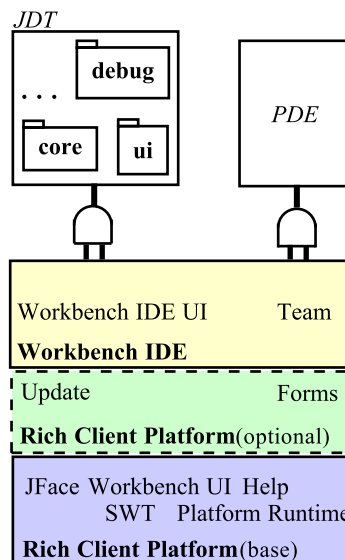 JDT
debug
. . .
PDE
core
ui
Workbench IDE UI Team
Workbench IDE
Update Forms
Rich Client Platform(optional)
JFace Workbench UI Help
SWT Platform Runtime
Rich Client Platform(base)